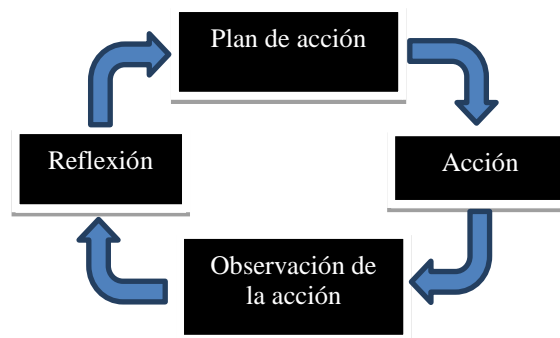 Plan de acción
Reflexión
Acción
Observación de
la acción